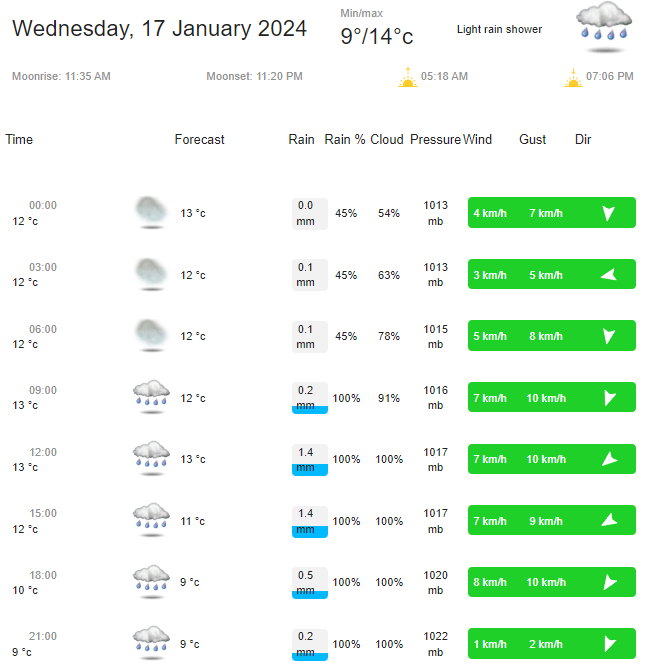 Wednesday, 17 January 2024
Min/max
9°/14°c
Light rain shower
Moonrise: 11:35 AM Moonset: 11:20 PM 05:18 AM 07:06 PM
Time Forecast Rain Rain % Cloud Pressure Wind Gust Dir
00:00
12 °c 13 °c 0.0 mm 45% 54% 1013 mb 4 km/h 7 km/h
03:00
12 °c 12 °c 0.1 mm 45% 63% 1013 mb 3 km/h 5 km/h
06:00
12 °c 12 °c 0.1 mm 45% 78% 1015 mb 5 km/h 8 km/h
09:00
13 °c 12 °c 0.2 mm 100% 91% 1016 mb 7 km/h 10 km/h
12:00
13 °c 13 °c 1.4 mm 100% 100% 1017 mb 7 km/h 10 km/h
15:00
12 °c 11 °c 1.4 mm 100% 100% 1017 mb 7 km/h 9 km/h
18:00
10 °c 9 °c 0.5 mm 100% 100% 1020 mb 8 km/h 10 km/h
21:00
9 °c 9 °c 0.2 mm 100% 100% 1022 mb 1 km/h 2 km/h